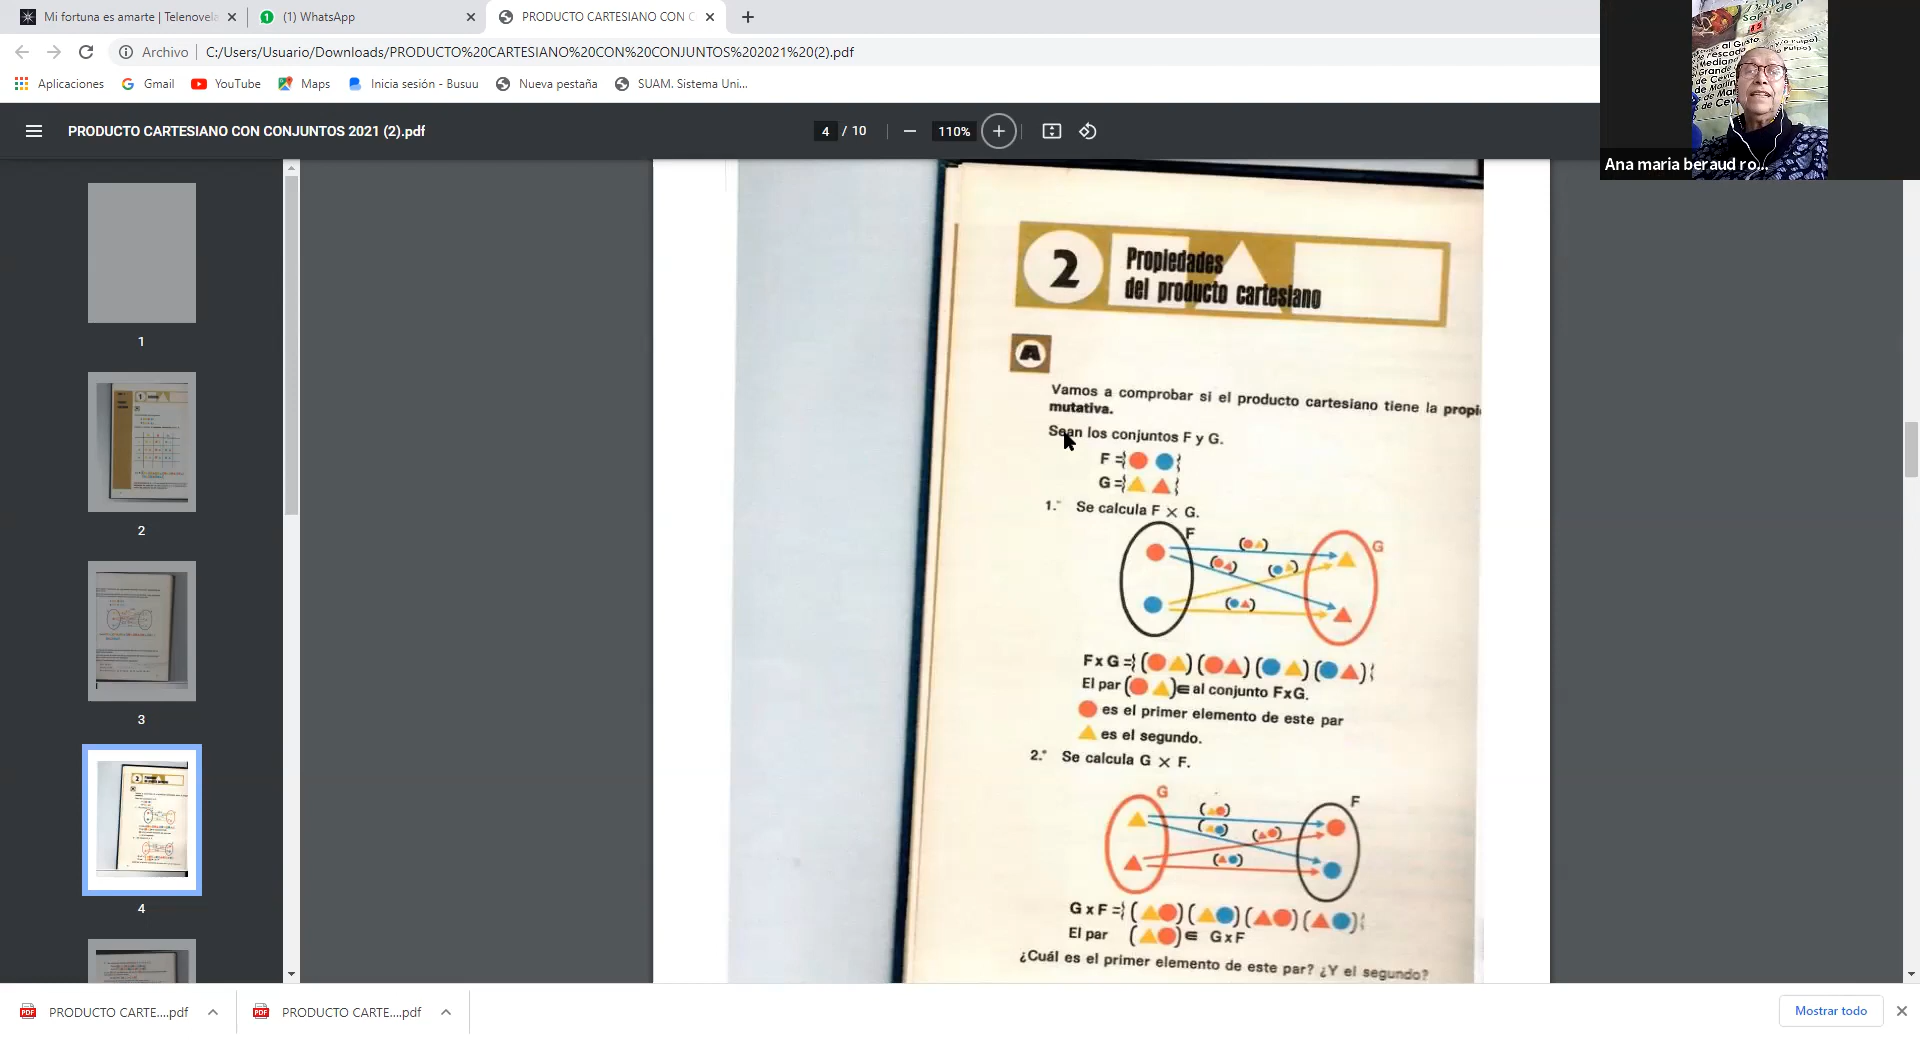 Mi fortuna es amarte | Telenovela
(1) WhatsApp
PRODUCTO CARTESIANO CON C
Archivo
C:/Users/Usuario/Downloads/PRODUCTO%20CARTESIANO%20CON%20CONJUNTOS%202021%20(2).pdf
Aplicaciones
Gmail
YouTube
Maps
Inicia sesión - Busuu
Nueva pestaña
SUAM. Sistema Uni...
PRODUCTO CARTESIANO CON CONJUNTOS 2021 (2).pdf
4 / 10
110%
Ana maria beraud ro...
1
2
3
4
2
Propiedades
del producto cartesiano
A
Vamos a comprobar si el producto cartesiano tiene la propi
mutativa.
Sean los conjuntos F y G.
F =
G =
1.° Se calcula F × G.
F
G
F x G =
El par ( ) ∈ al conjunto F x G.
es el primer elemento de este par
es el segundo.
2.° Se calcula G × F.
G
F
G x F =
El par ( ) ∈ G x F
¿Cuál es el primer elemento de este par? ¿Y el segundo?
PRODUCTO CARTE....pdf
PRODUCTO CARTE....pdf
Mostrar todo